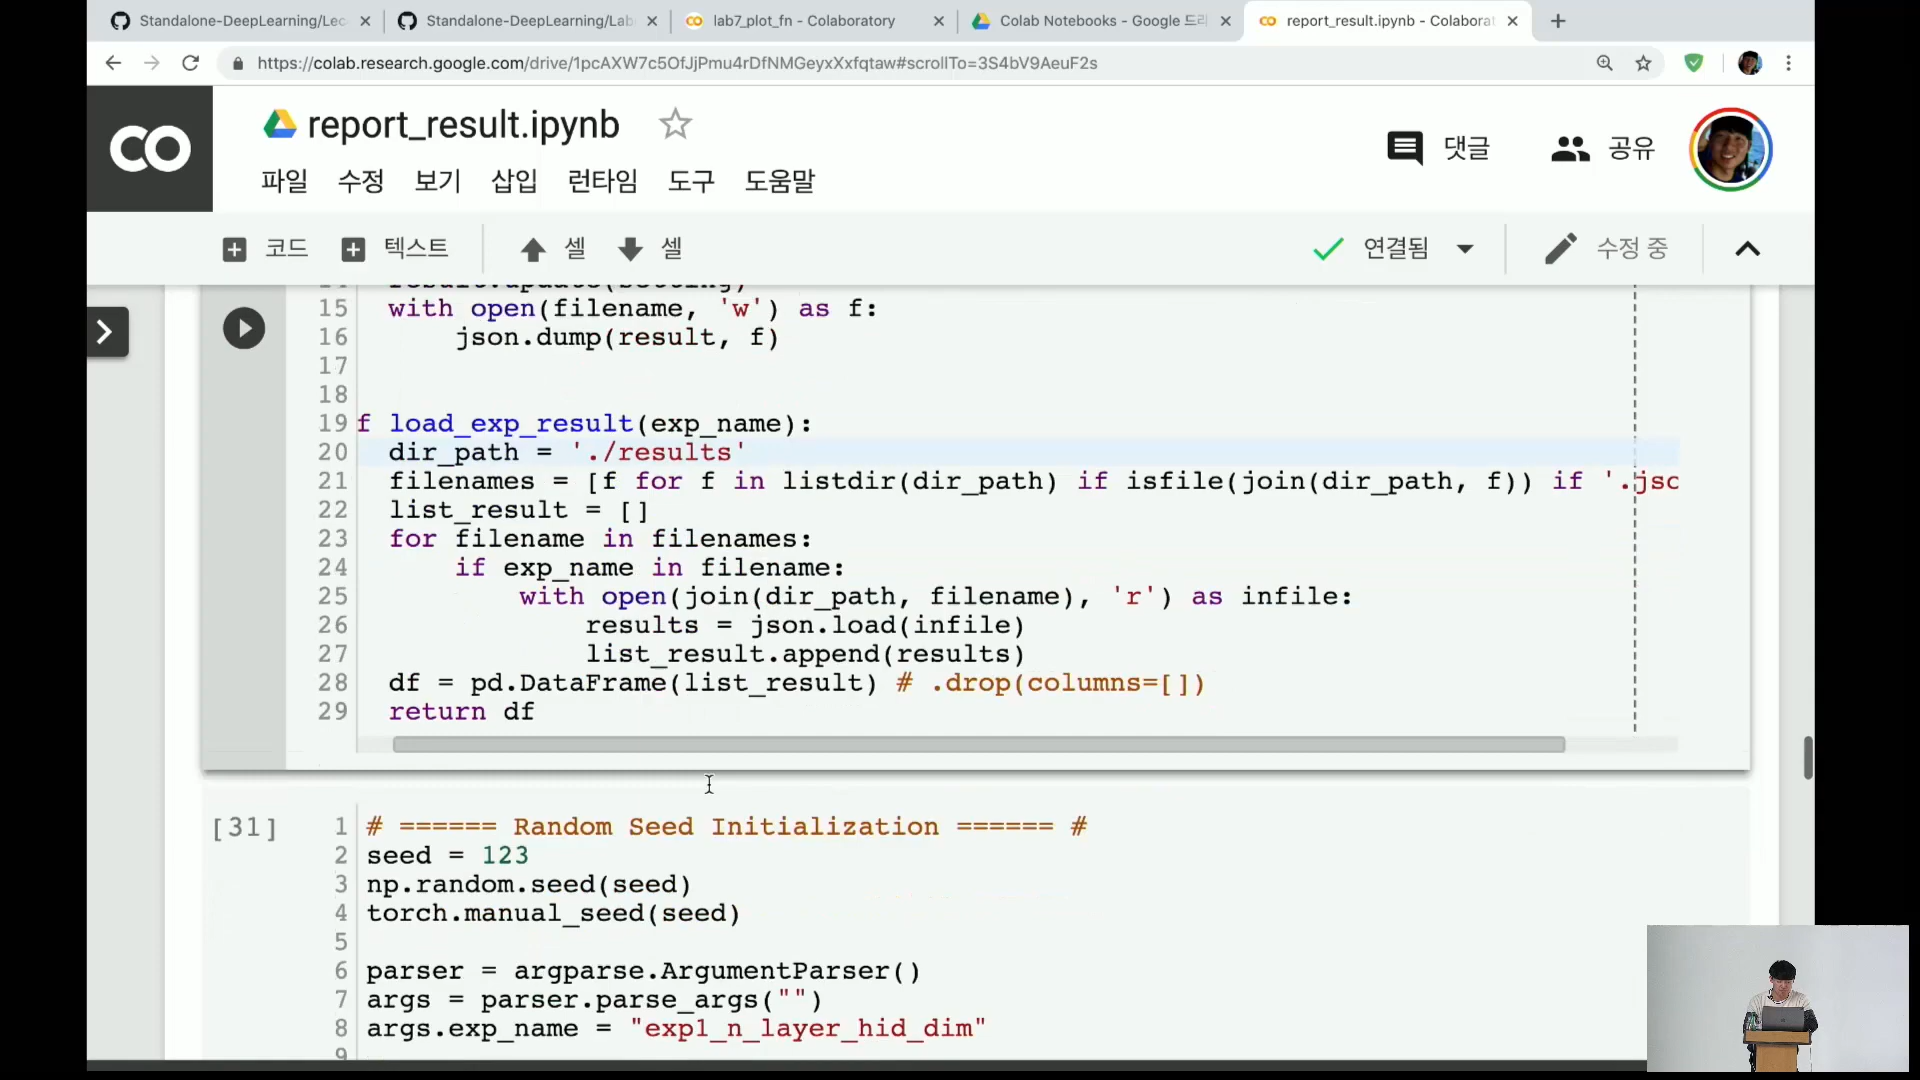 Standalone-DeepLearning/Lec
Standalone-DeepLearning/Lab
lab7_plot_fn - Colaboratory
Colab Notebooks - Google 드라
report_result.ipynb - Colaborat
https://colab.research.google.com/drive/1pcAXW7c5OfJjPmu4rDfNMGeyxXxfqtaw#scrollTo=3S4bV9AeuF2s
report_result.ipynb
댓글
공유
파일 수정 보기 삽입 런타임 도구 도움말
코드 텍스트 셀 셀
연결됨
수정 중
14 result.update(setting)
15 with open(filename, 'w') as f:
16 json.dump(result, f)
17
18
19 f load_exp_result(exp_name):
20 dir_path = './results'
21 filenames = [f for f in listdir(dir_path) if isfile(join(dir_path, f)) if '.jsc
22 list_result = []
23 for filename in filenames:
24 if exp_name in filename:
25 with open(join(dir_path, filename), 'r') as infile:
26 results = json.load(infile)
27 list_result.append(results)
28 df = pd.DataFrame(list_result) # .drop(columns=[])
29 return df
[31]
1 # ====== Random Seed Initialization ====== #
2 seed = 123
3 np.random.seed(seed)
4 torch.manual_seed(seed)
5
6 parser = argparse.ArgumentParser()
7 args = parser.parse_args("")
8 args.exp_name = "exp1_n_layer_hid_dim"
9